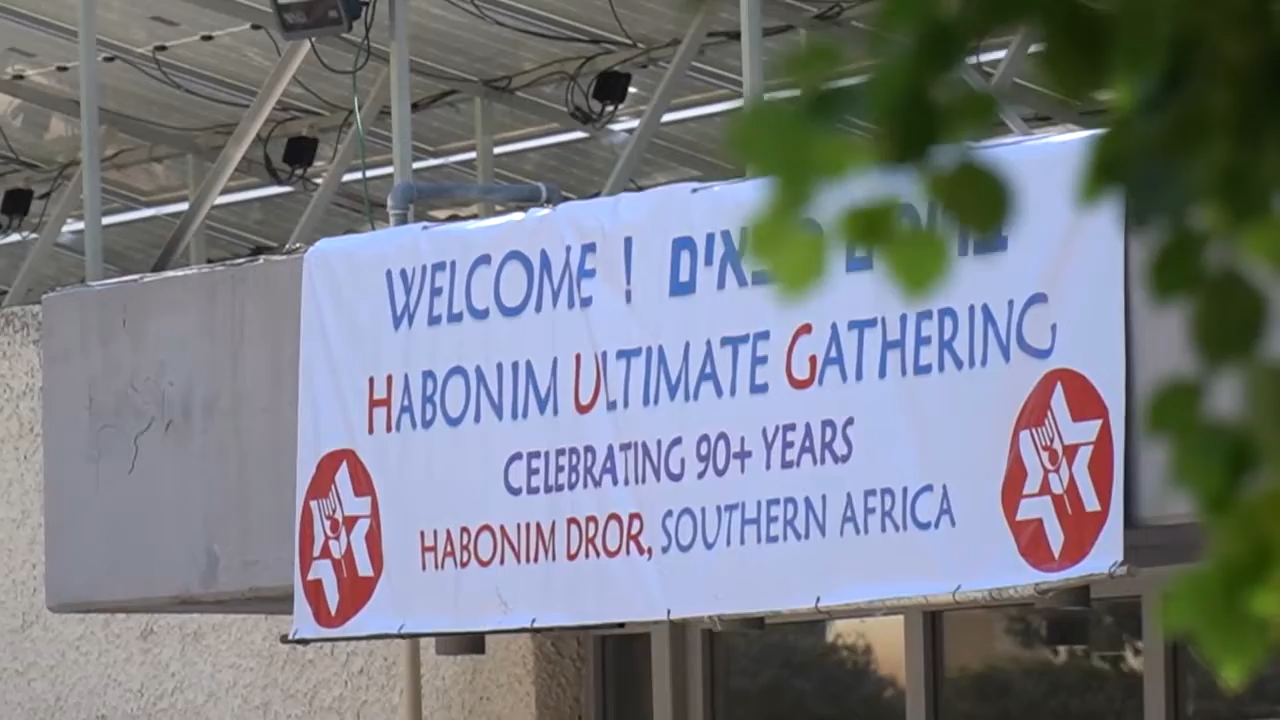 WELCOME !
HABONIM ULTIMATE GATHERING
CELEBRATING 90+ YEARS
HABONIM DROR, SOUTHERN AFRICA